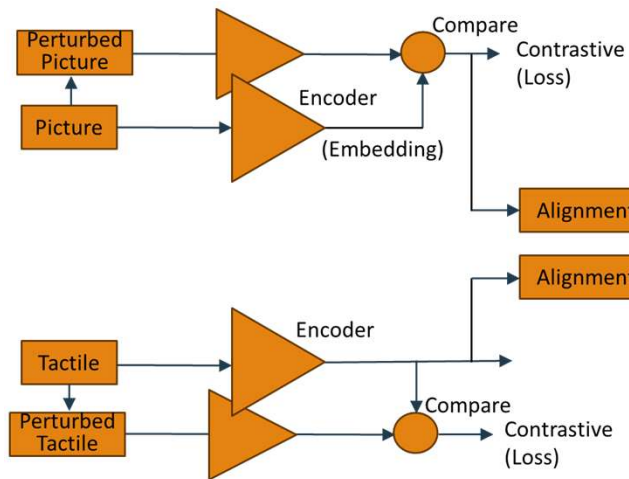 Compare
Perturbed
Picture
Contrastive
(Loss)
Encoder
Picture
(Embedding)
Alignment
Alignment
Encoder
Tactile
Compare
Perturbed
Tactile
Contrastive
(Loss)